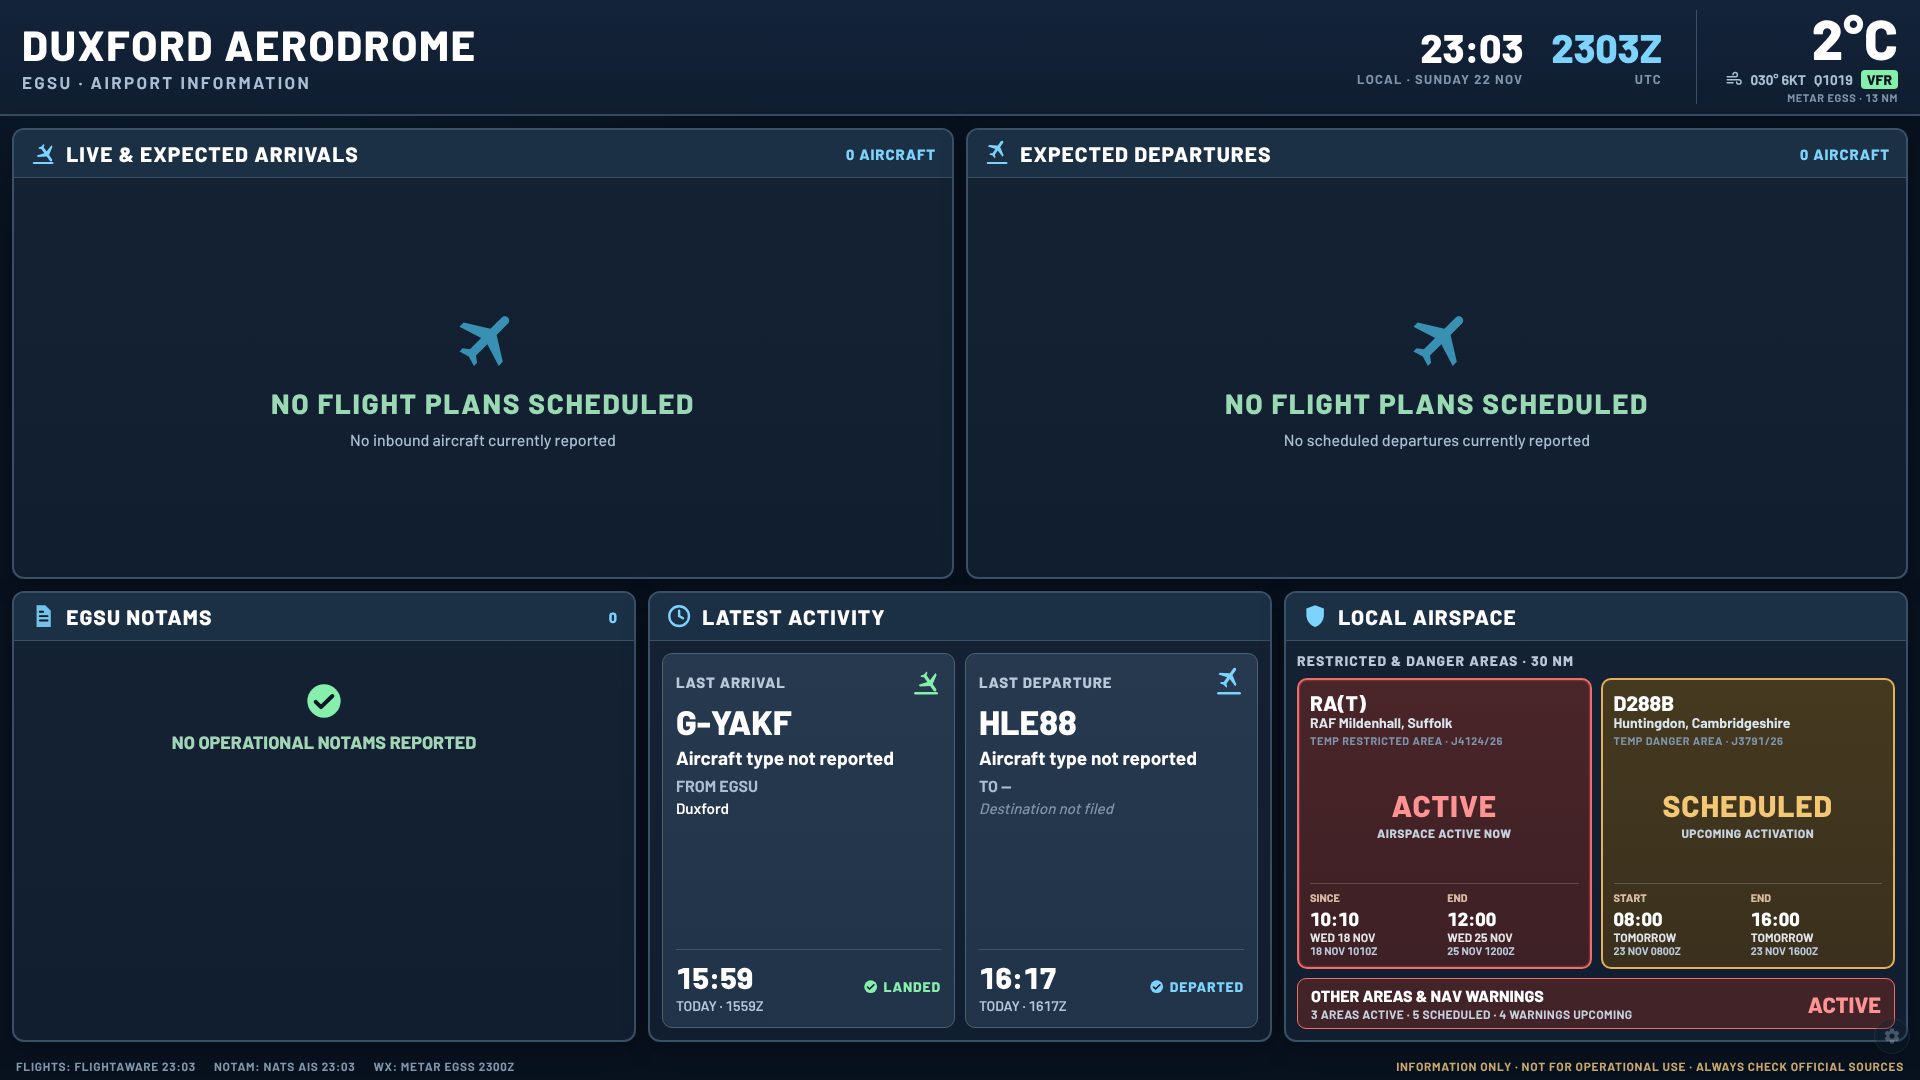 DUXFORD AERODROME
EGSU · AIRPORT INFORMATION
23:03
LOCAL · SUNDAY 22 NOV
2303Z
UTC
2°C
030° 6KT Q1019 VFR
METAR EGSS · 13 NM
LIVE & EXPECTED ARRIVALS
0 AIRCRAFT
NO FLIGHT PLANS SCHEDULED
No inbound aircraft currently reported
EXPECTED DEPARTURES
0 AIRCRAFT
NO FLIGHT PLANS SCHEDULED
No scheduled departures currently reported
EGSU NOTAMS
0
NO OPERATIONAL NOTAMS REPORTED
LATEST ACTIVITY
LAST ARRIVAL
G-YAKF
Aircraft type not reported
FROM EGSU
Duxford
15:59
TODAY · 1559Z
LANDED
LAST DEPARTURE
HLE88
Aircraft type not reported
TO —
Destination not filed
16:17
TODAY · 1617Z
DEPARTED
LOCAL AIRSPACE
RESTRICTED & DANGER AREAS · 30 NM
RA(T)
RAF Mildenhall, Suffolk
TEMP RESTRICTED AREA · J4124/26
ACTIVE
AIRSPACE ACTIVE NOW
SINCE
10:10
WED 18 NOV
18 NOV 1010Z
END
12:00
WED 25 NOV
25 NOV 1200Z
D288B
Huntingdon, Cambridgeshire
TEMP DANGER AREA · J3791/26
SCHEDULED
UPCOMING ACTIVATION
START
08:00
TOMORROW
23 NOV 0800Z
END
16:00
TOMORROW
23 NOV 1600Z
OTHER AREAS & NAV WARNINGS
3 AREAS ACTIVE · 5 SCHEDULED · 4 WARNINGS UPCOMING
ACTIVE
FLIGHTS: FLIGHTAWARE 23:03 NOTAM: NATS AIS 23:03 WX: METAR EGSS 2300Z
INFORMATION ONLY · NOT FOR OPERATIONAL USE · ALWAYS CHECK OFFICIAL SOURCES